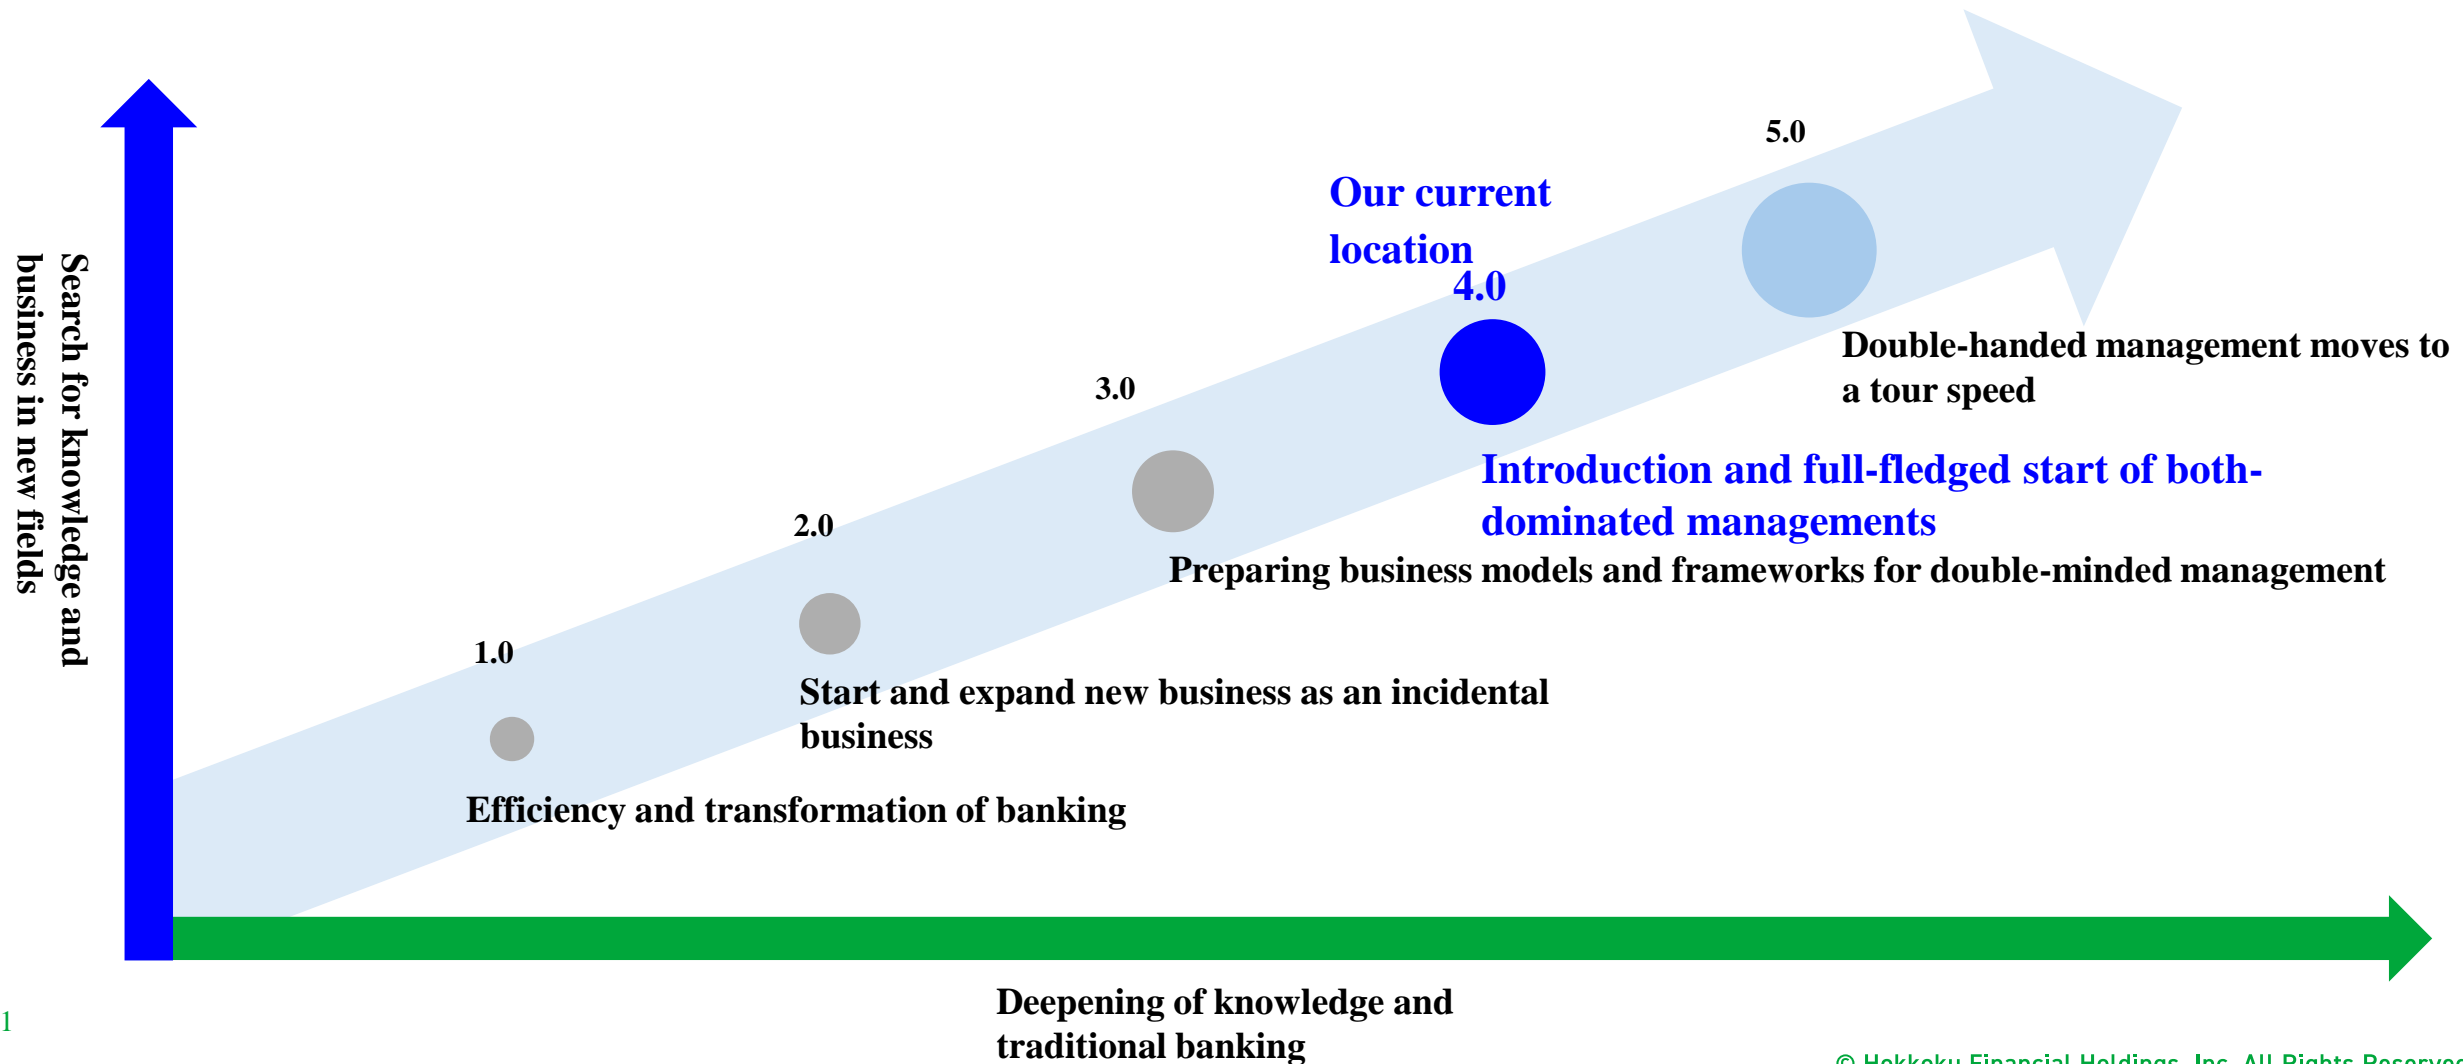 Search for knowledge and
business in new fields
5.0
Our current
location
4.0
Double-handed management moves to
a tour speed
3.0
Introduction and full-fledged start of both-
dominated managements
2.0
Preparing business models and frameworks for double-minded management
1.0
Start and expand new business as an incidental
business
Efficiency and transformation of banking
Deepening of knowledge and
traditional banking
1
© Hokkoku Financial Holdings, Inc. All Rights Reserved